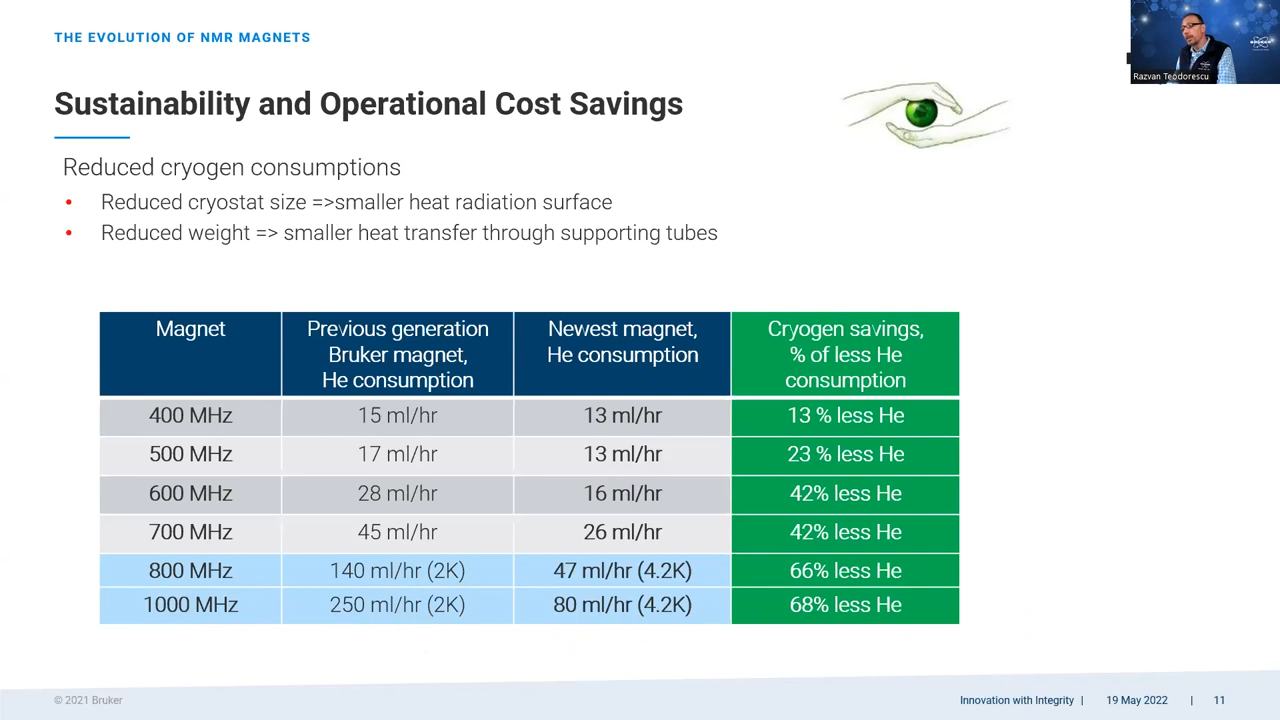 THE EVOLUTION OF NMR MAGNETS
BRUKER
Razvan Teodorescu
Sustainability and Operational Cost Savings
Reduced cryogen consumptions
• Reduced cryostat size =>smaller heat radiation surface
• Reduced weight => smaller heat transfer through supporting tubes
Magnet Previous generation Bruker magnet, He consumption Newest magnet, He consumption Cryogen savings, % of less He consumption
400 MHz 15 ml/hr 13 ml/hr 13 % less He
500 MHz 17 ml/hr 13 ml/hr 23 % less He
600 MHz 28 ml/hr 16 ml/hr 42% less He
700 MHz 45 ml/hr 26 ml/hr 42% less He
800 MHz 140 ml/hr (2K) 47 ml/hr (4.2K) 66% less He
1000 MHz 250 ml/hr (2K) 80 ml/hr (4.2K) 68% less He
© 2021 Bruker Innovation with Integrity | 19 May 2022 | 11